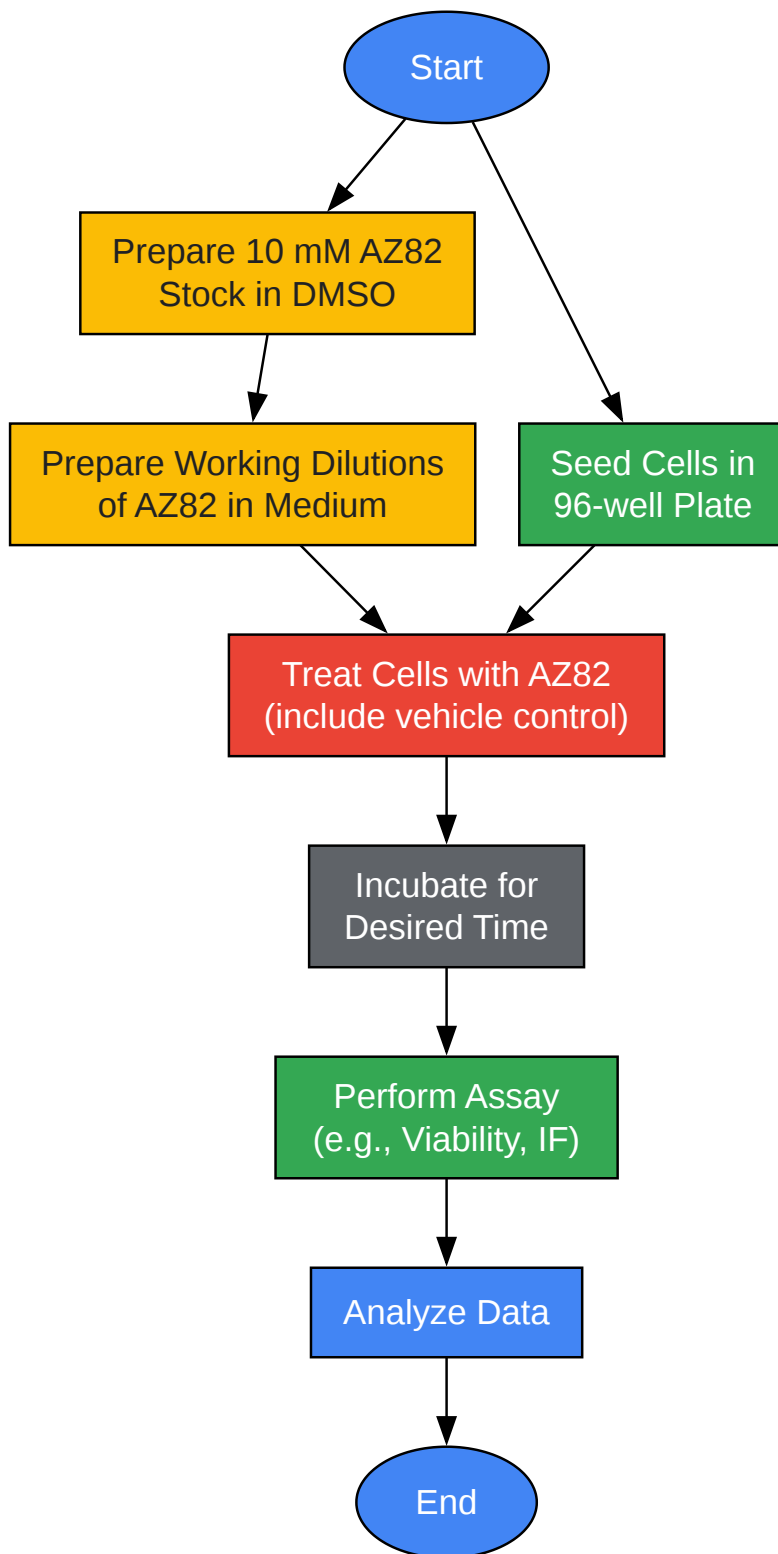 Start
Prepare 10 mM AZ82
Stock in DMSO
Prepare Working Dilutions
of AZ82 in Medium
Seed Cells in
96-well Plate
Treat Cells with AZ82
(include vehicle control)
Incubate for
Desired Time
Perform Assay
(e.g., Viability, IF)
Analyze Data
End